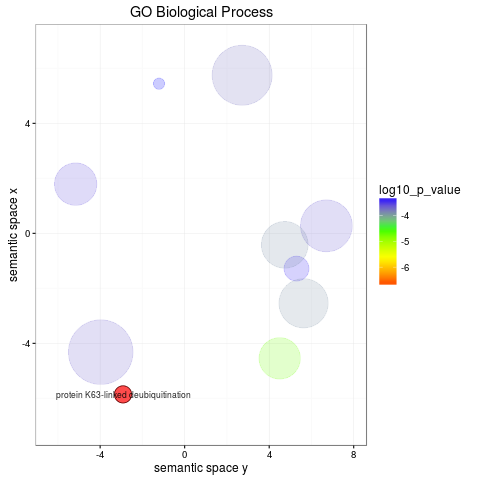 GO Biological Process
semantic space x
4
0
-4
protein K63-linked deubiquitination
-4
0
4
8
semantic space y
log10_p_value
-4
-5
-6